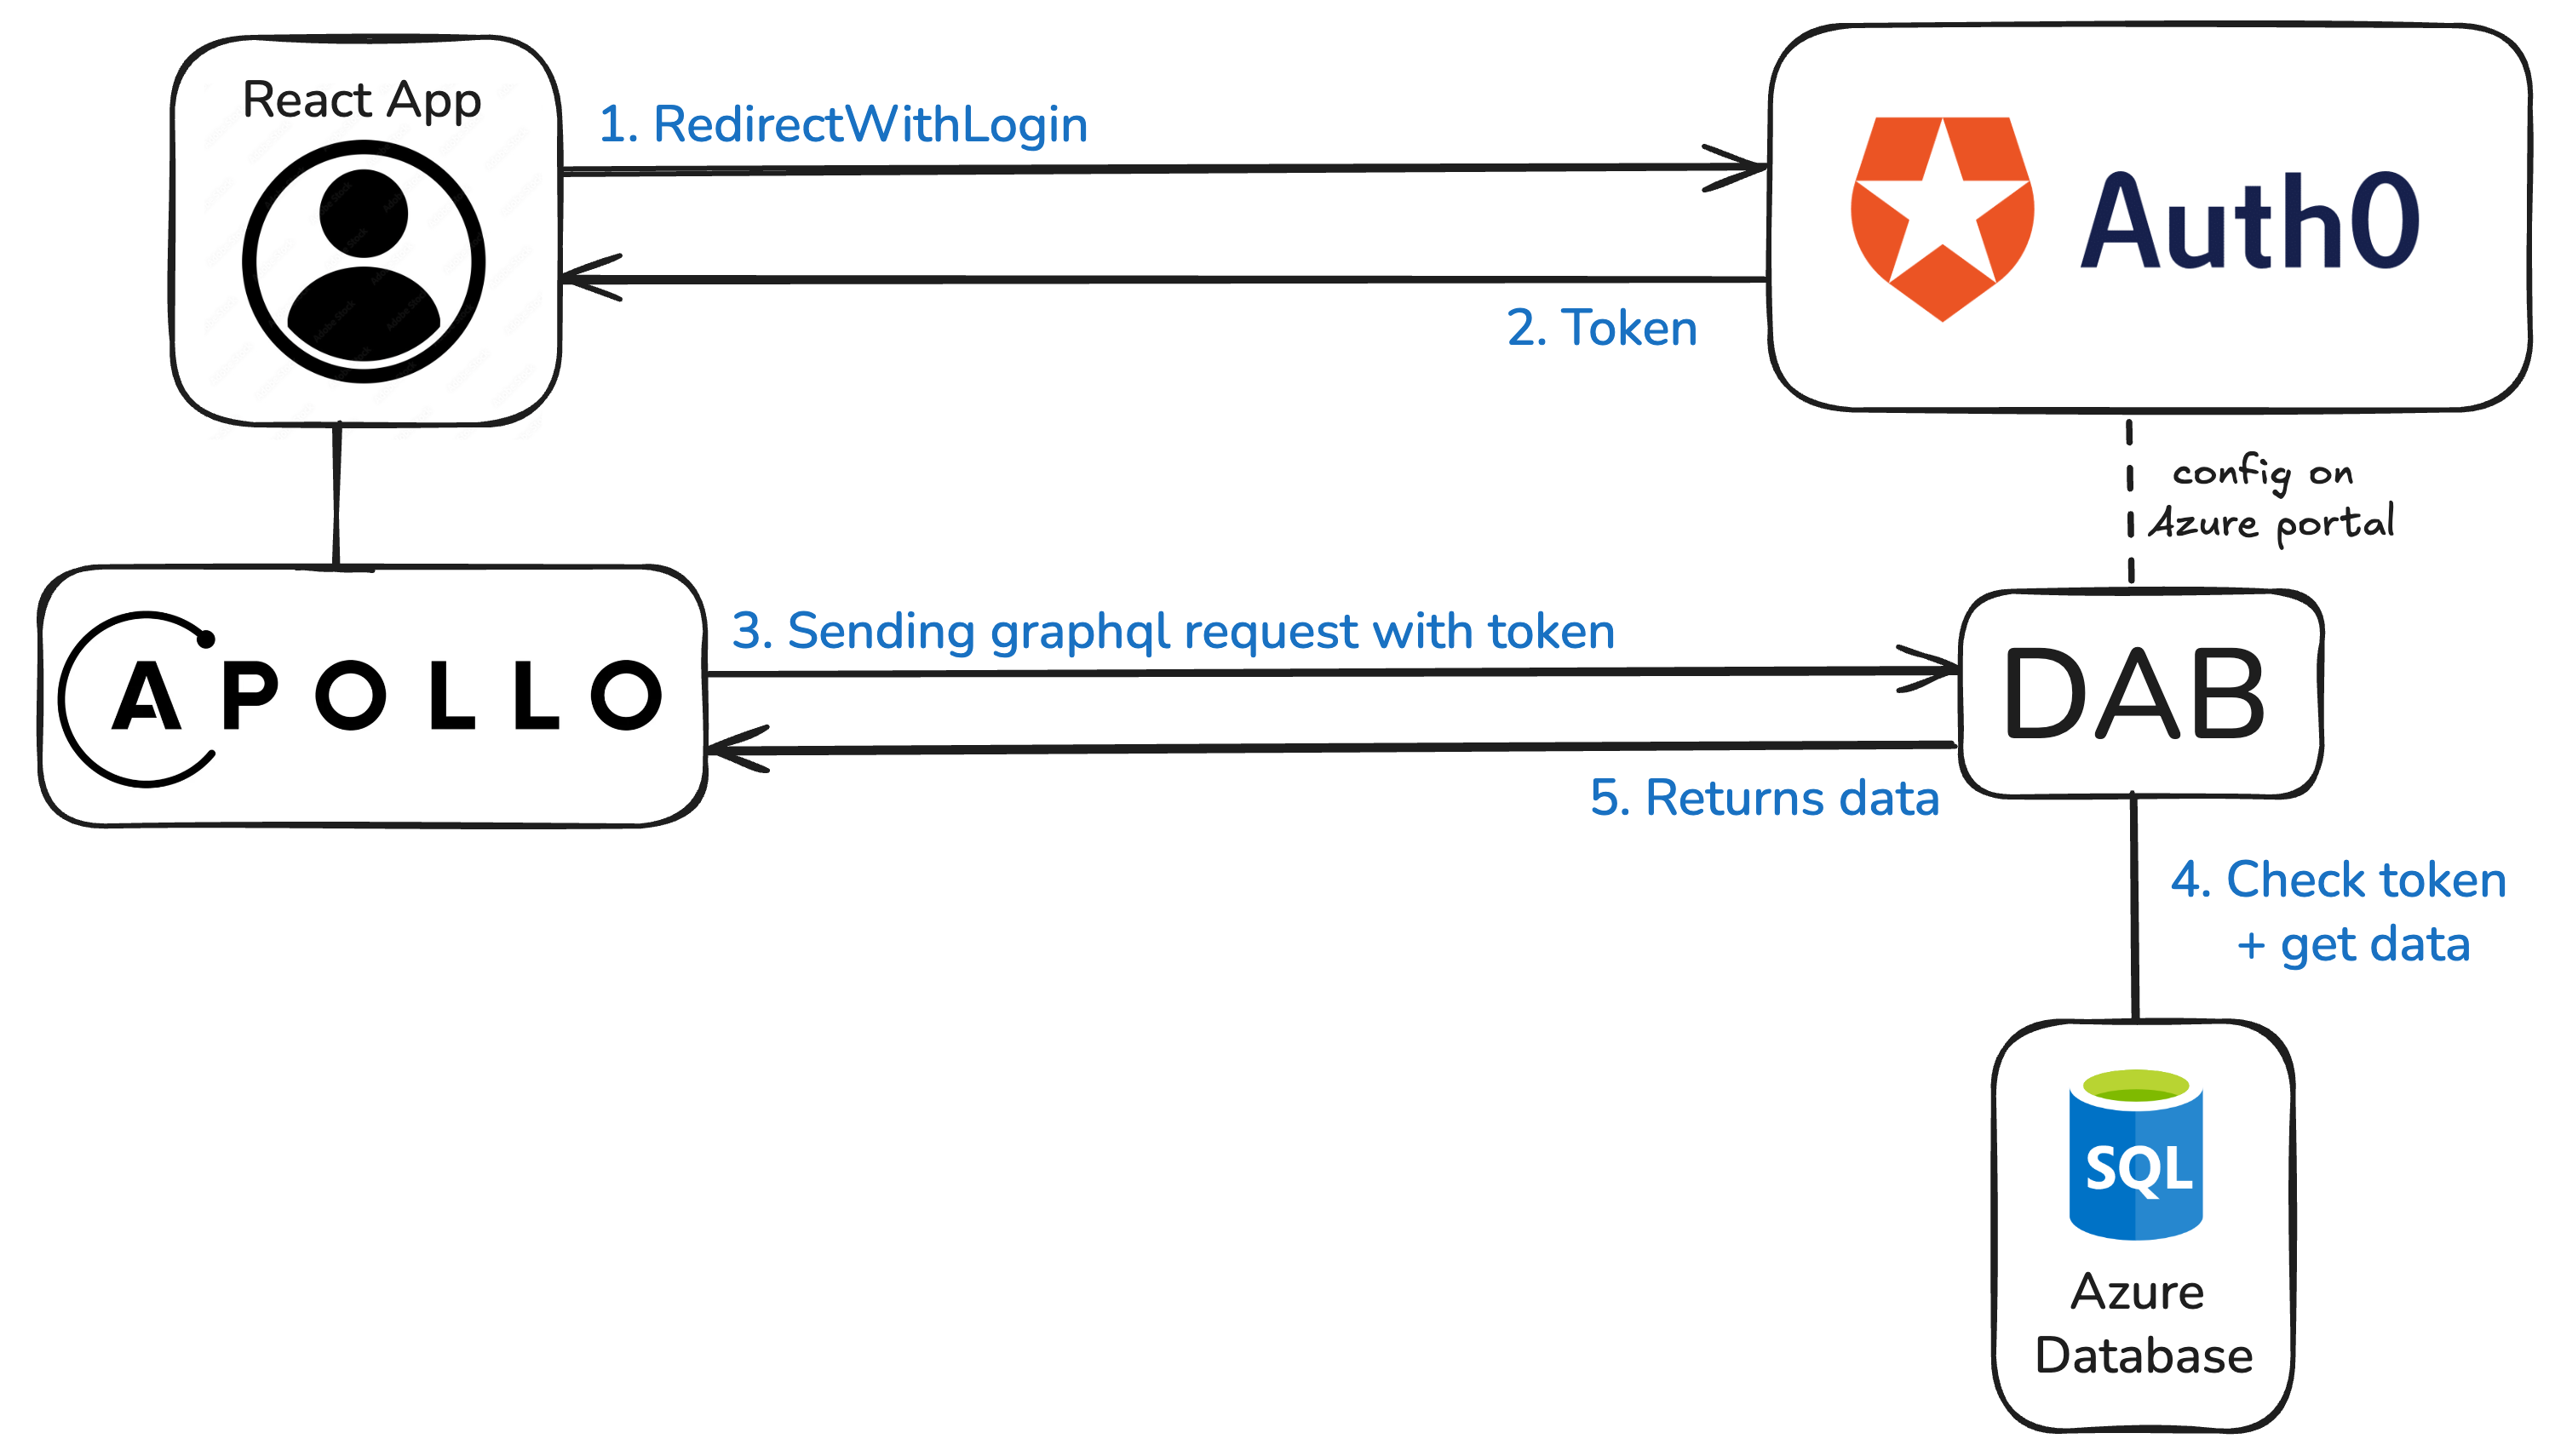 React App
1. RedirectWithLogin
Auth0
2. Token
config on
Azure portal
APOLLO
3. Sending graphql request with token
DAB
5. Returns data
4. Check token
+ get data
SQL
Azure
Database